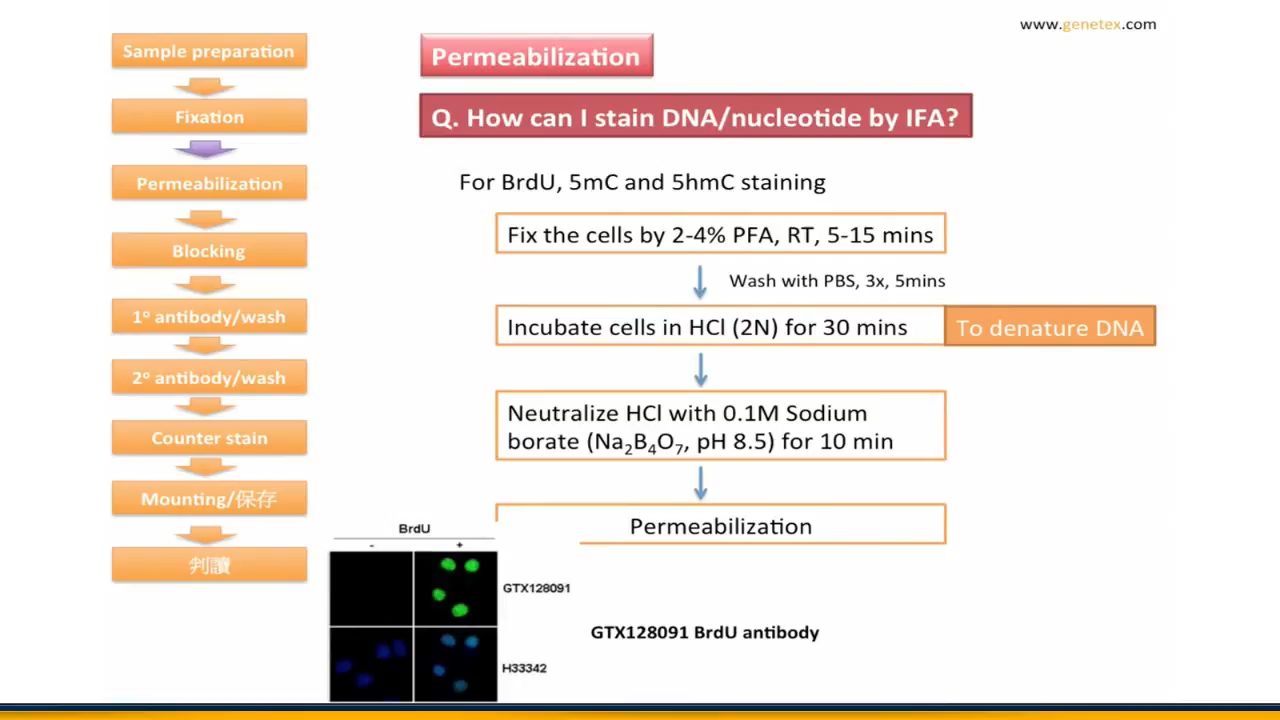 www.genetex.com
Sample preparation
Fixation
Permeabilization
Blocking
1º antibody/wash
2º antibody/wash
Counter stain
Mounting/保存
判讀
Permeabilization
Q. How can I stain DNA/nucleotide by IFA?
For BrdU, 5mC and 5hmC staining
Fix the cells by 2-4% PFA, RT, 5-15 mins
Wash with PBS, 3x, 5mins
Incubate cells in HCl (2N) for 30 mins
To denature DNA
Neutralize HCl with 0.1M Sodium
borate (Na₂B₄O₇, pH 8.5) for 10 min
Permeabilization
BrdU
- +
GTX128091
H33342
GTX128091 BrdU antibody